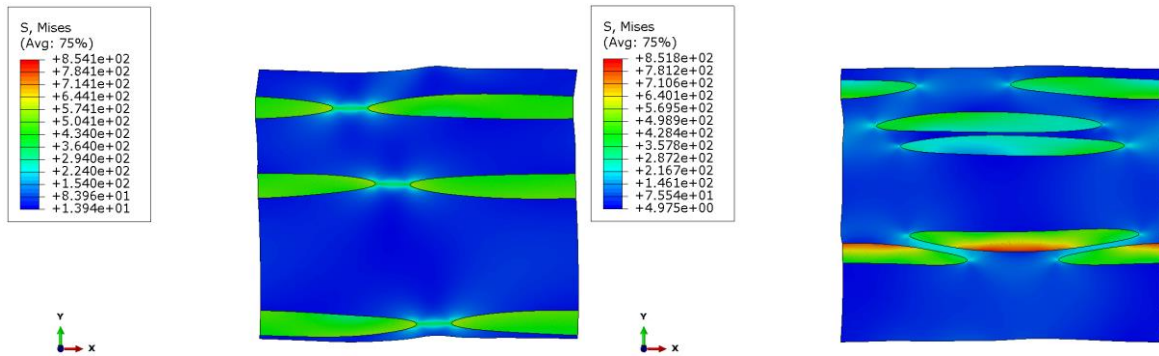 S, Mises
(Avg: 75%)
+8.541e+02
+7.841e+02
+7.141e+02
+6.441e+02
+5.741e+02
+5.041e+02
+4.340e+02
+3.640e+02
+2.940e+02
+2.240e+02
+1.540e+02
+8.396e+01
+1.394e+01
Y
X
S, Mises
(Avg: 75%)
+8.518e+02
+7.812e+02
+7.106e+02
+6.401e+02
+5.695e+02
+4.989e+02
+4.284e+02
+3.578e+02
+2.872e+02
+2.167e+02
+1.461e+02
+7.554e+01
+4.975e+00
Y
X